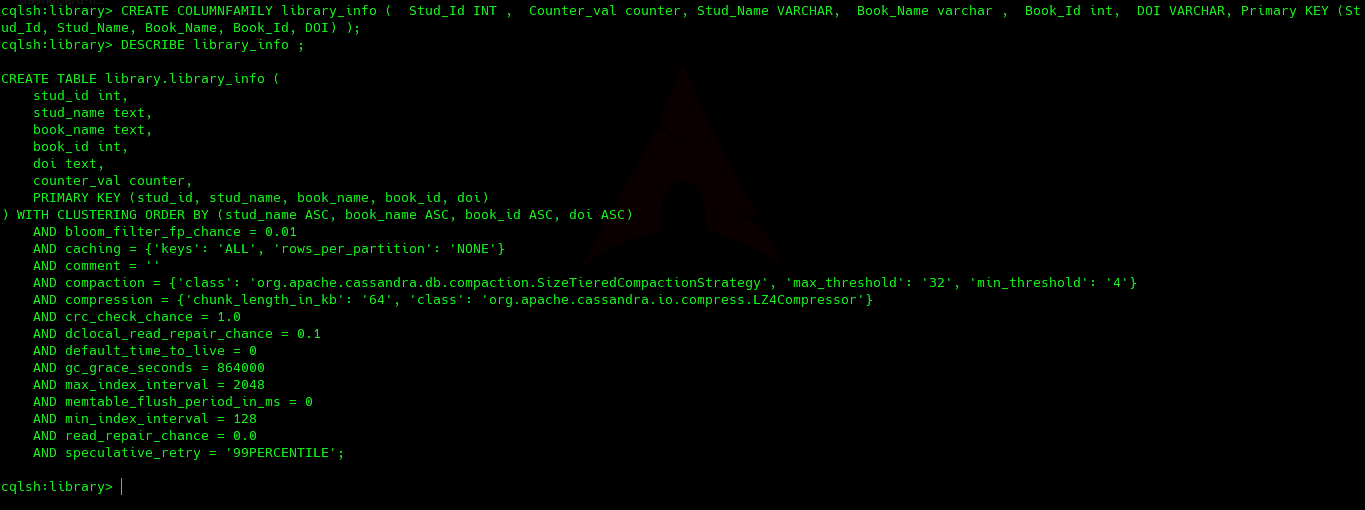 cqlsh:library> CREATE COLUMNFAMILY library_info (  Stud_Id INT ,  Counter_val counter, Stud_Name VARCHAR,  Book_Name varchar ,  Book_Id int,  DOI VARCHAR, Primary KEY (St
ud_Id, Stud_Name, Book_Name, Book_Id, DOI) );
cqlsh:library> DESCRIBE library_info ;
CREATE TABLE library.library_info (
    stud_id int,
    stud_name text,
    book_name text,
    book_id int,
    doi text,
    counter_val counter,
    PRIMARY KEY (stud_id, stud_name, book_name, book_id, doi)
) WITH CLUSTERING ORDER BY (stud_name ASC, book_name ASC, book_id ASC, doi ASC)
    AND bloom_filter_fp_chance = 0.01
    AND caching = {'keys': 'ALL', 'rows_per_partition': 'NONE'}
    AND comment = ''
    AND compaction = {'class': 'org.apache.cassandra.db.compaction.SizeTieredCompactionStrategy', 'max_threshold': '32', 'min_threshold': '4'}
    AND compression = {'chunk_length_in_kb': '64', 'class': 'org.apache.cassandra.io.compress.LZ4Compressor'}
    AND crc_check_chance = 1.0
    AND dclocal_read_repair_chance = 0.1
    AND default_time_to_live = 0
    AND gc_grace_seconds = 864000
    AND max_index_interval = 2048
    AND memtable_flush_period_in_ms = 0
    AND min_index_interval = 128
    AND read_repair_chance = 0.0
    AND speculative_retry = '99PERCENTILE';
cqlsh:library>